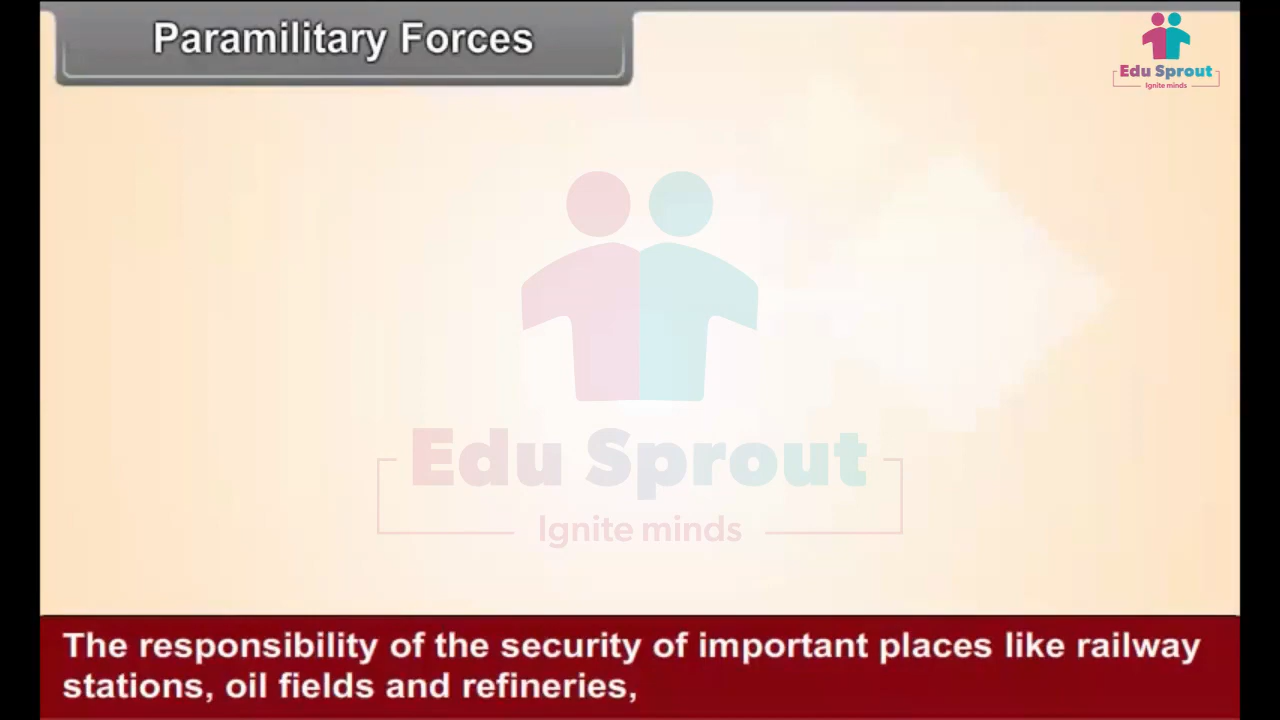 Paramilitary Forces
Edu Sprout
Ignite minds
Edu Sprout
Ignite minds
The responsibility of the security of important places like railway
stations, oil fields and refineries,